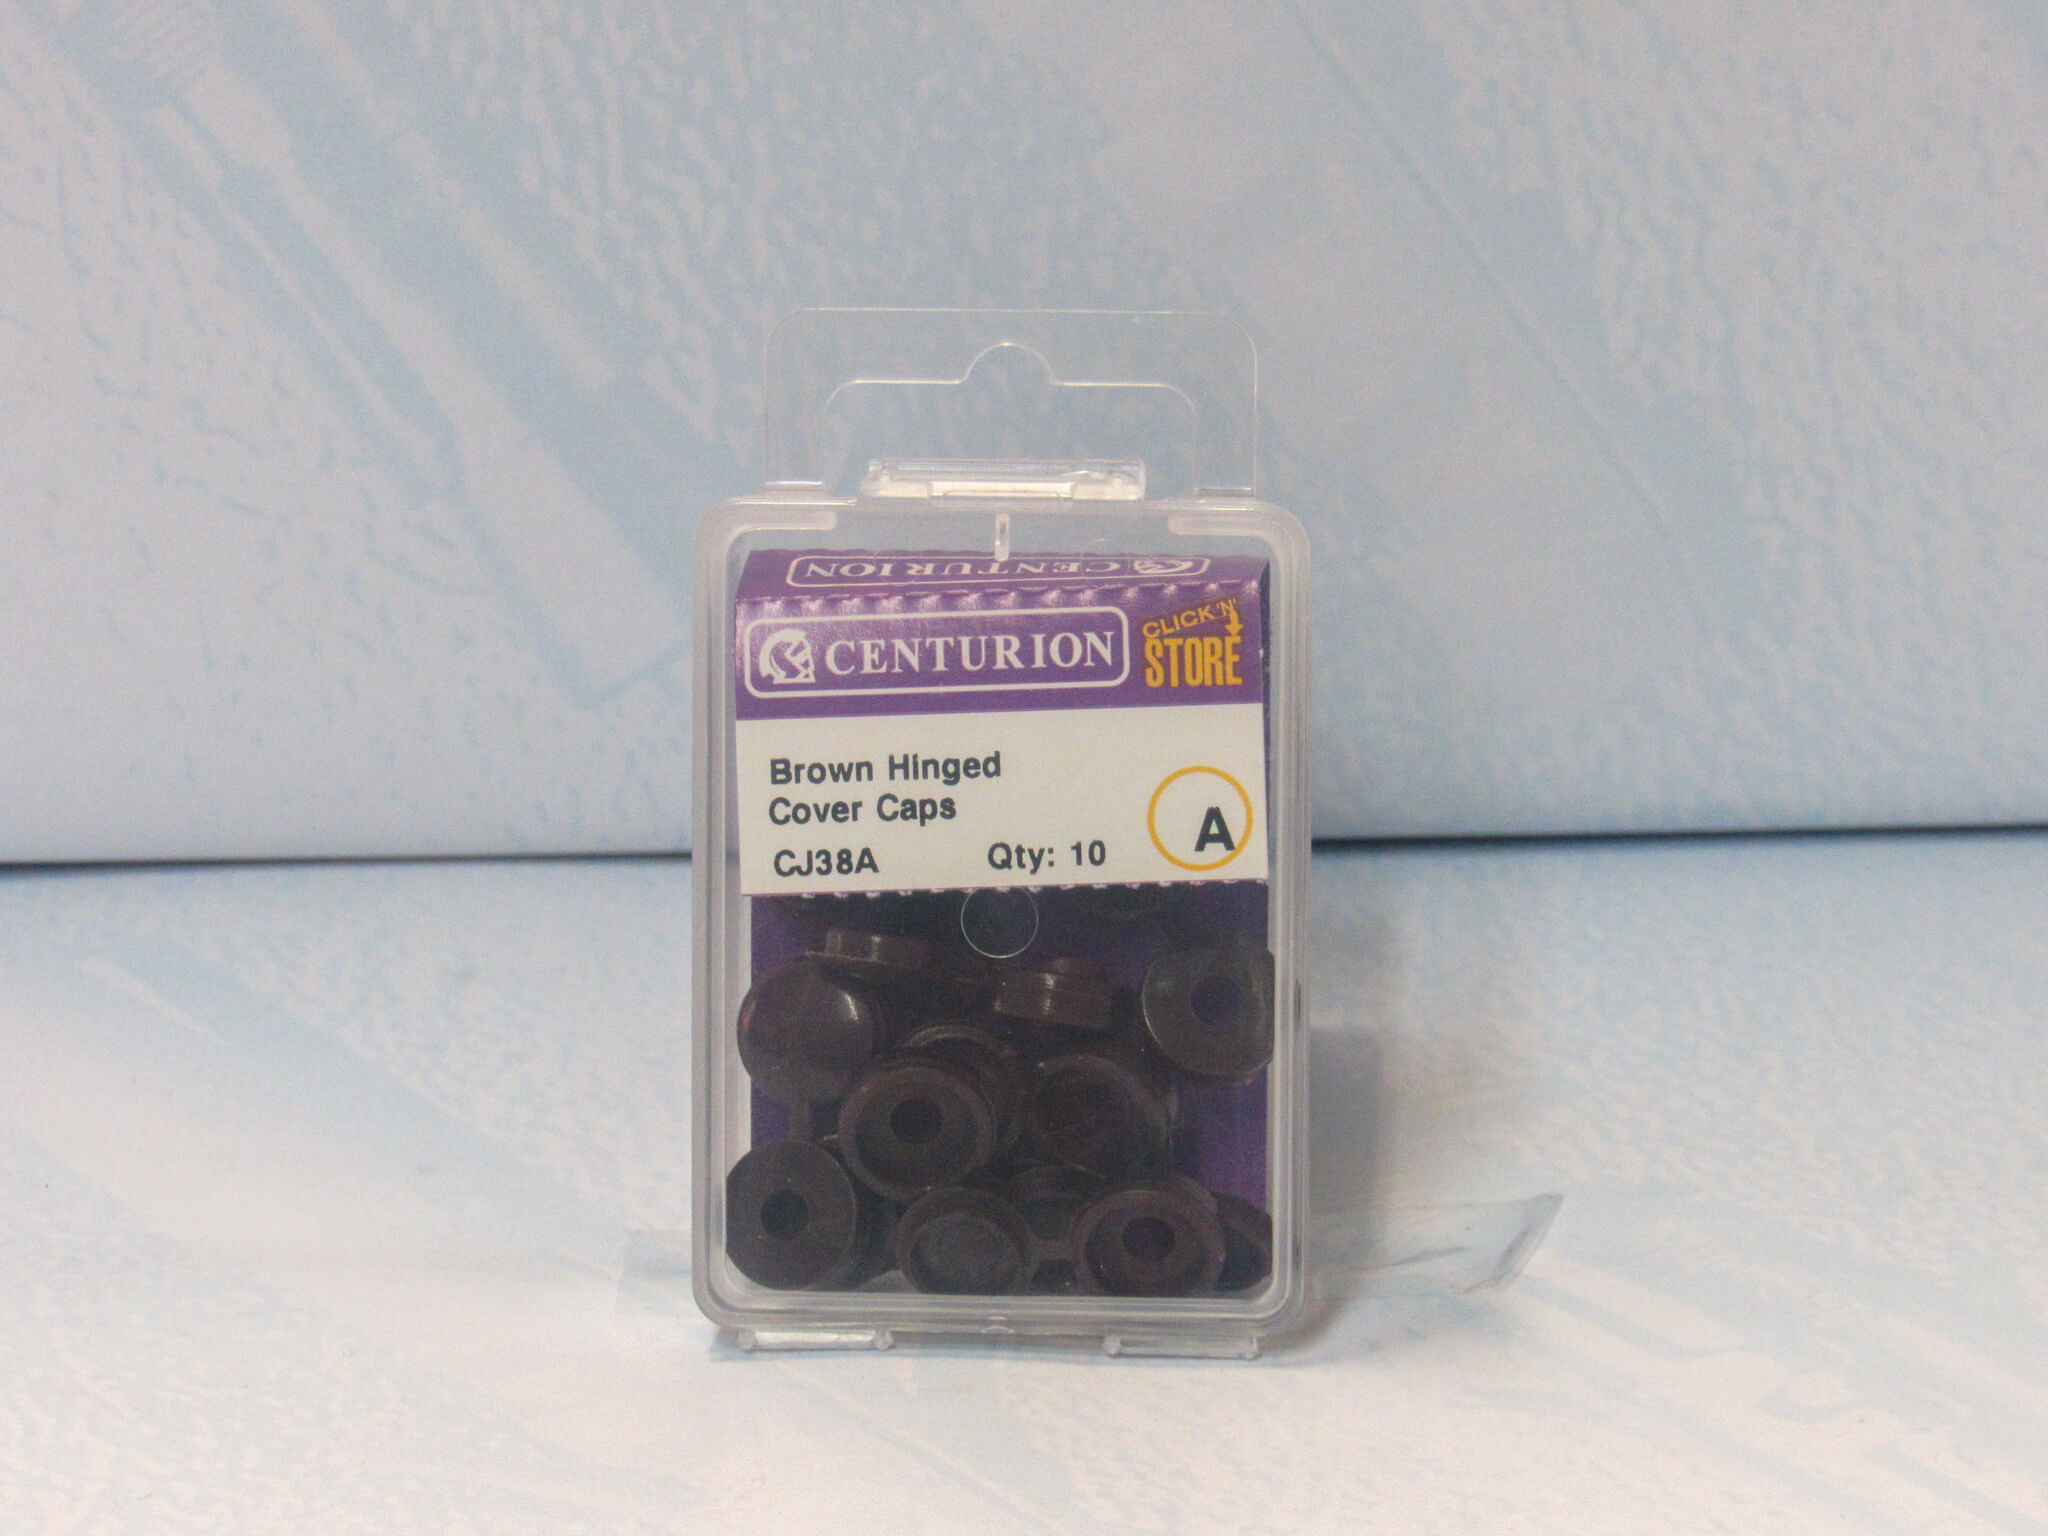 CENTURION
CENTURION
CLICK 'N'
STORE
Brown Hinged
Cover Caps
CJ38A
Qty: 10
A